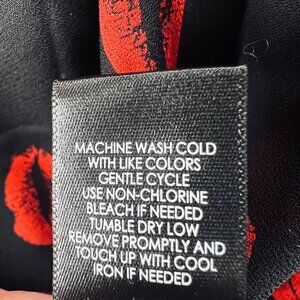 MACHINE WASH COLD
WITH LIKE COLORS
GENTLE CYCLE
USE NON-CHLORINE
BLEACH IF NEEDED
TUMBLE DRY LOW
REMOVE PROMPTLY AND
TOUCH UP WITH COOL
IRON IF NEEDED